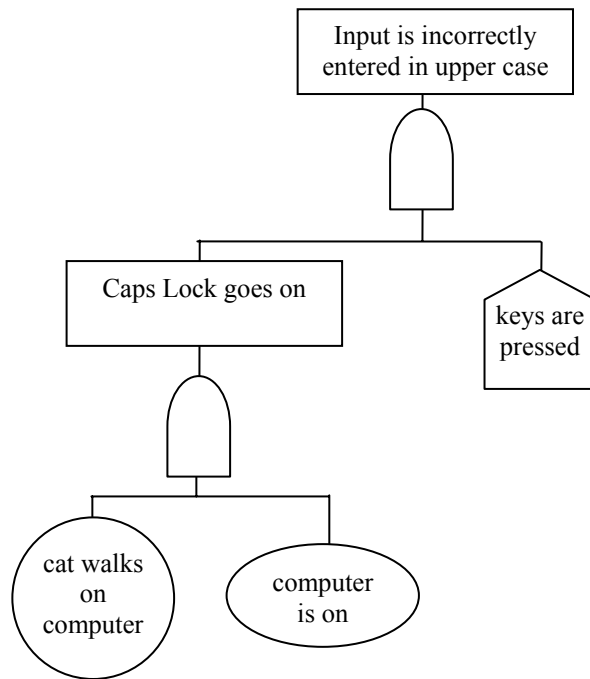 Input is incorrectly
entered in upper case
Caps Lock goes on
keys are
pressed
cat walks
on
computer
computer
is on